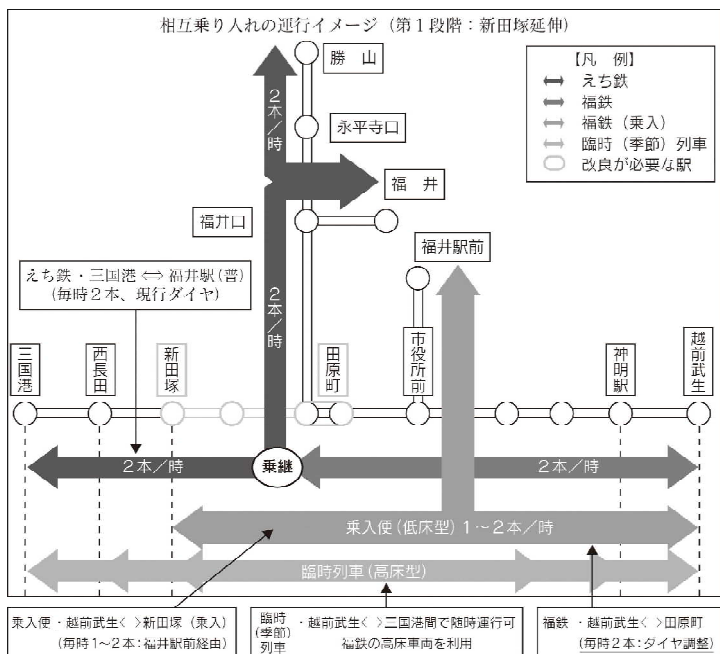 相互乗り入れの運行イメージ（第１段階：新田塚延伸）
【凡　例】
えち鉄
福鉄
福鉄（乗入）
臨時（季節）列車
改良が必要な駅
勝　山
2本／時
永平寺口
福　井
福井口
福井駅前
えち鉄・三国港⇔福井駅（普）
（毎時２本、現行ダイヤ）
2本／時
三国港
西長田
新田塚
田原町
市役所前
神明駅
越前武生
2本／時
乗継
2本／時
乗入便（低床型）1～2本／時
臨時列車（高床型）
乗入便・越前武生< >新田塚（乗入）
（毎時1～2本：福井駅前経由）
臨時（季節）列車・越前武生< >三国港間で随時運行可
福鉄の高床車両を利用
福鉄・越前武生< >田原町
（毎時2本：ダイヤ調整）